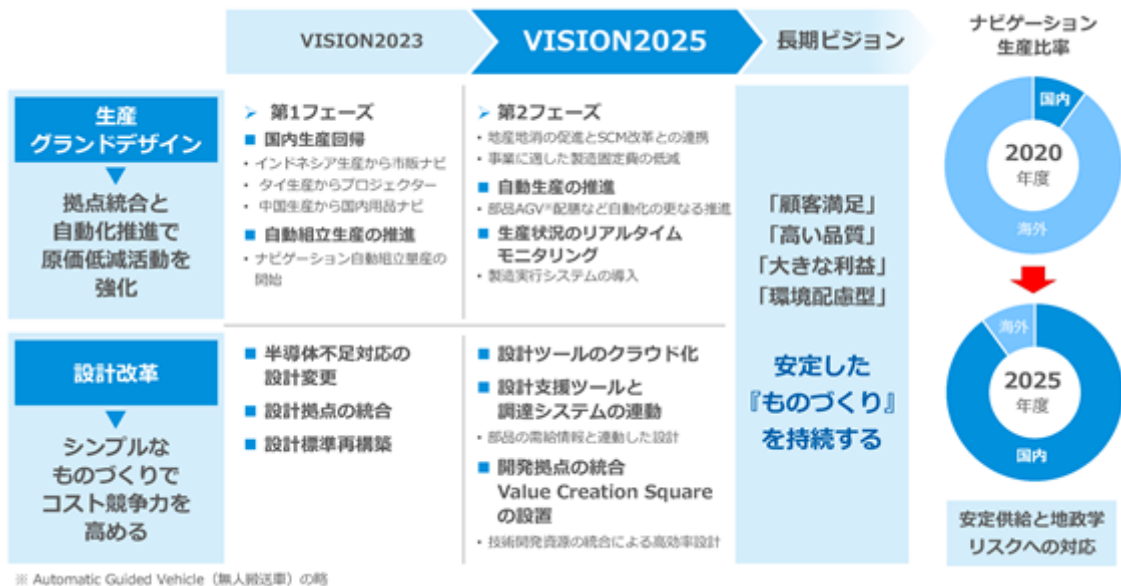 VISION2023
VISION2025
長期ビジョン
ナビゲーション
生産比率
生産
グランドデザイン
拠点統合と
自動化推進で
原価低減活動を
強化
➢ 第1フェーズ
■ 国内生産回帰
・インドネシア生産から市販ナビ
・タイ生産からプロジェクター
・中国生産から国内用品ナビ
■ 自動組立生産の推進
・ナビゲーション自動組立量産の
開始
➢ 第2フェーズ
・地産地消の促進とSCM改革との連携
・事業に適した製造固定費の低減
■ 自動生産の推進
・部品AGV※配膳など自動化の更なる推進
■ 生産状況のリアルタイム
モニタリング
・製造実行システムの導入
設計改革
シンプルな
ものづくりで
コスト競争力を
高める
■ 半導体不足対応の
設計変更
■ 設計拠点の統合
■ 設計標準再構築
■ 設計ツールのクラウド化
■ 設計支援ツールと
調達システムの連動
・部品の需給情報と連動した設計
■ 開発拠点の統合
Value Creation Square
の設置
・技術開発資源の統合による高効率設計
「顧客満足」
「高い品質」
「大きな利益」
「環境配慮型」
安定した
『ものづくり』
を持続する
国内
2020
年度
海外
海外
2025
年度
国内
安定供給と地政学
リスクへの対応
※ Automatic Guided Vehicle（無人搬送車）の略